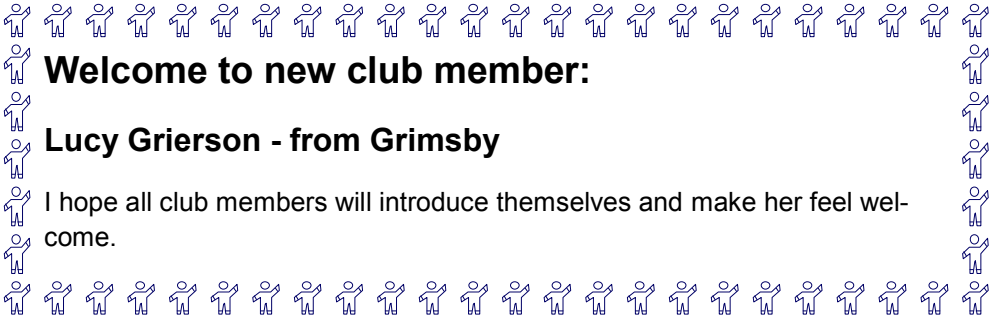 Welcome to new club member:
Lucy Grierson - from Grimsby
I hope all club members will introduce themselves and make her feel wel-
come.